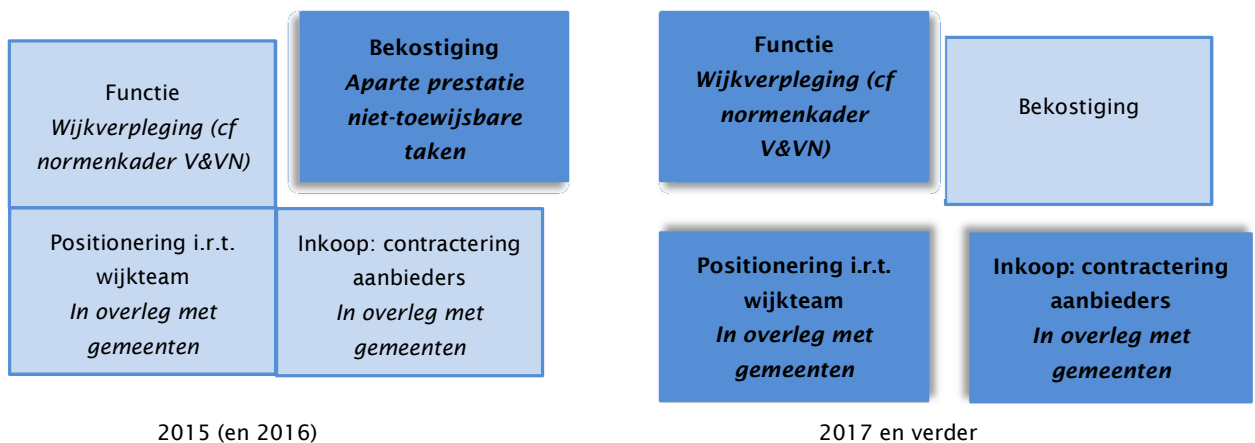 Functie
Wijkverpleging (cf
normenkader V&VN)
Bekostiging
Aparte prestatie
niet-toewijsbare
taken
Positionering i.r.t.
wijkteam
In overleg met
gemeenten
Inkoop: contractering
aanbieders
In overleg met
gemeenten
2015 (en 2016)
Functie
Wijkverpleging (cf
normenkader
V&VN)
Bekostiging
Positionering i.r.t.
wijkteam
In overleg met
gemeenten
Inkoop: contractering
aanbieders
In overleg met
gemeenten
2017 en verder